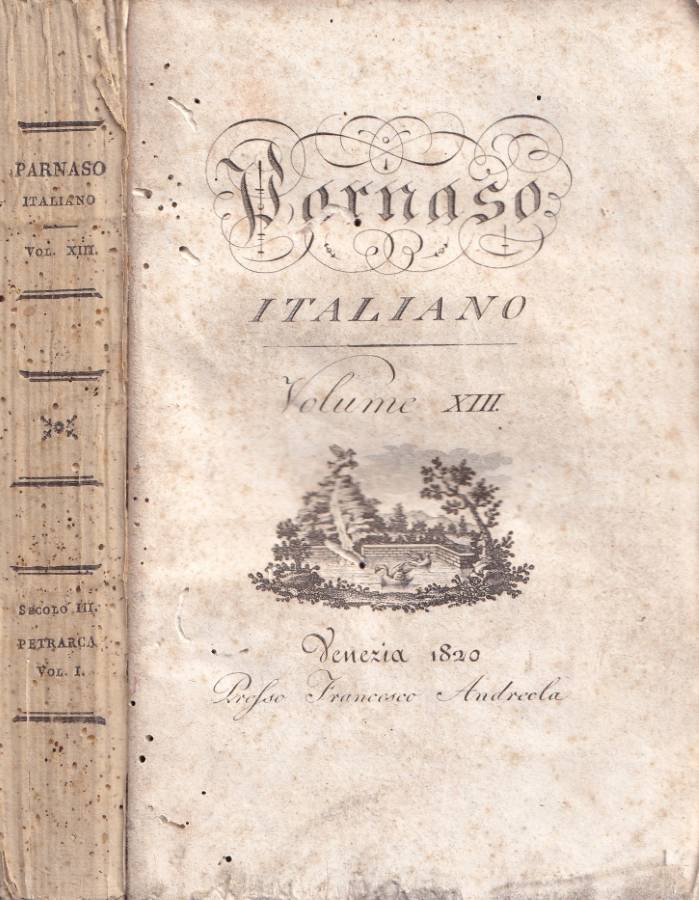 PARNASO
ITALIANO
VOL. XIII.
SECOLO III.
PETRARCA
VOL. I.
Parnaso
ITALIANO
Volume XIII.
Venezia 1820
Presso Francesco Andreola